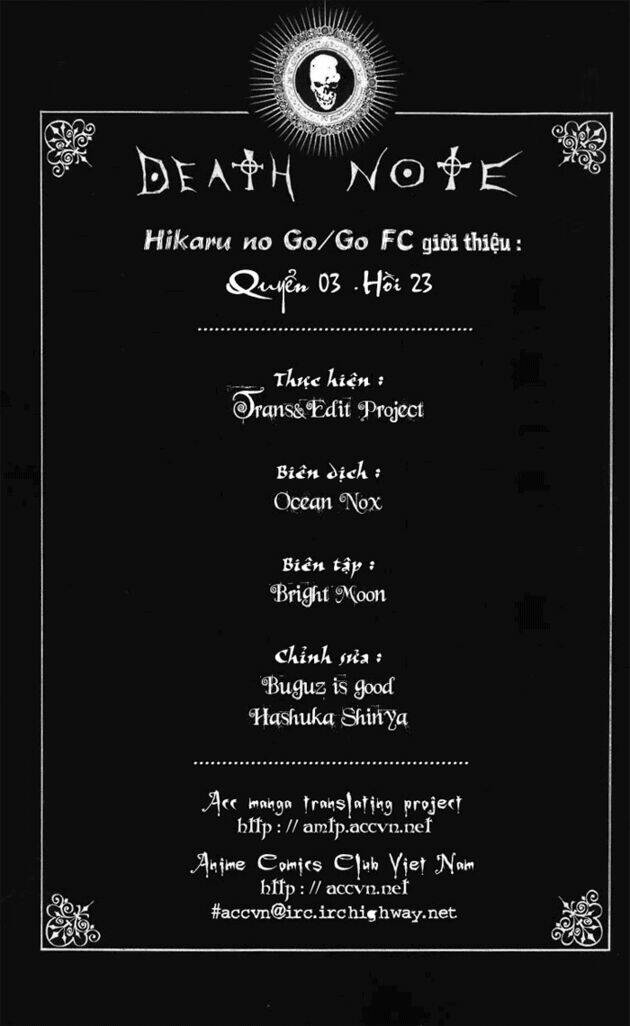 DEATH NOTE
Hikaru no Go/Go FC giới thiệu :
Quyển 03 .Hồi 23
Thực hiện :
Trans&Edit Project
Biên dịch :
Ocean Nox
Biên tập :
Bright Moon
Chỉnh sửa :
Buguz is good
Hashuka Shinya
Acc manga translating project
http : // amtp.accvn.net
Anime Comics Club Viet Nam
http : // accvn.net
#accvn@irc.irchighway.net